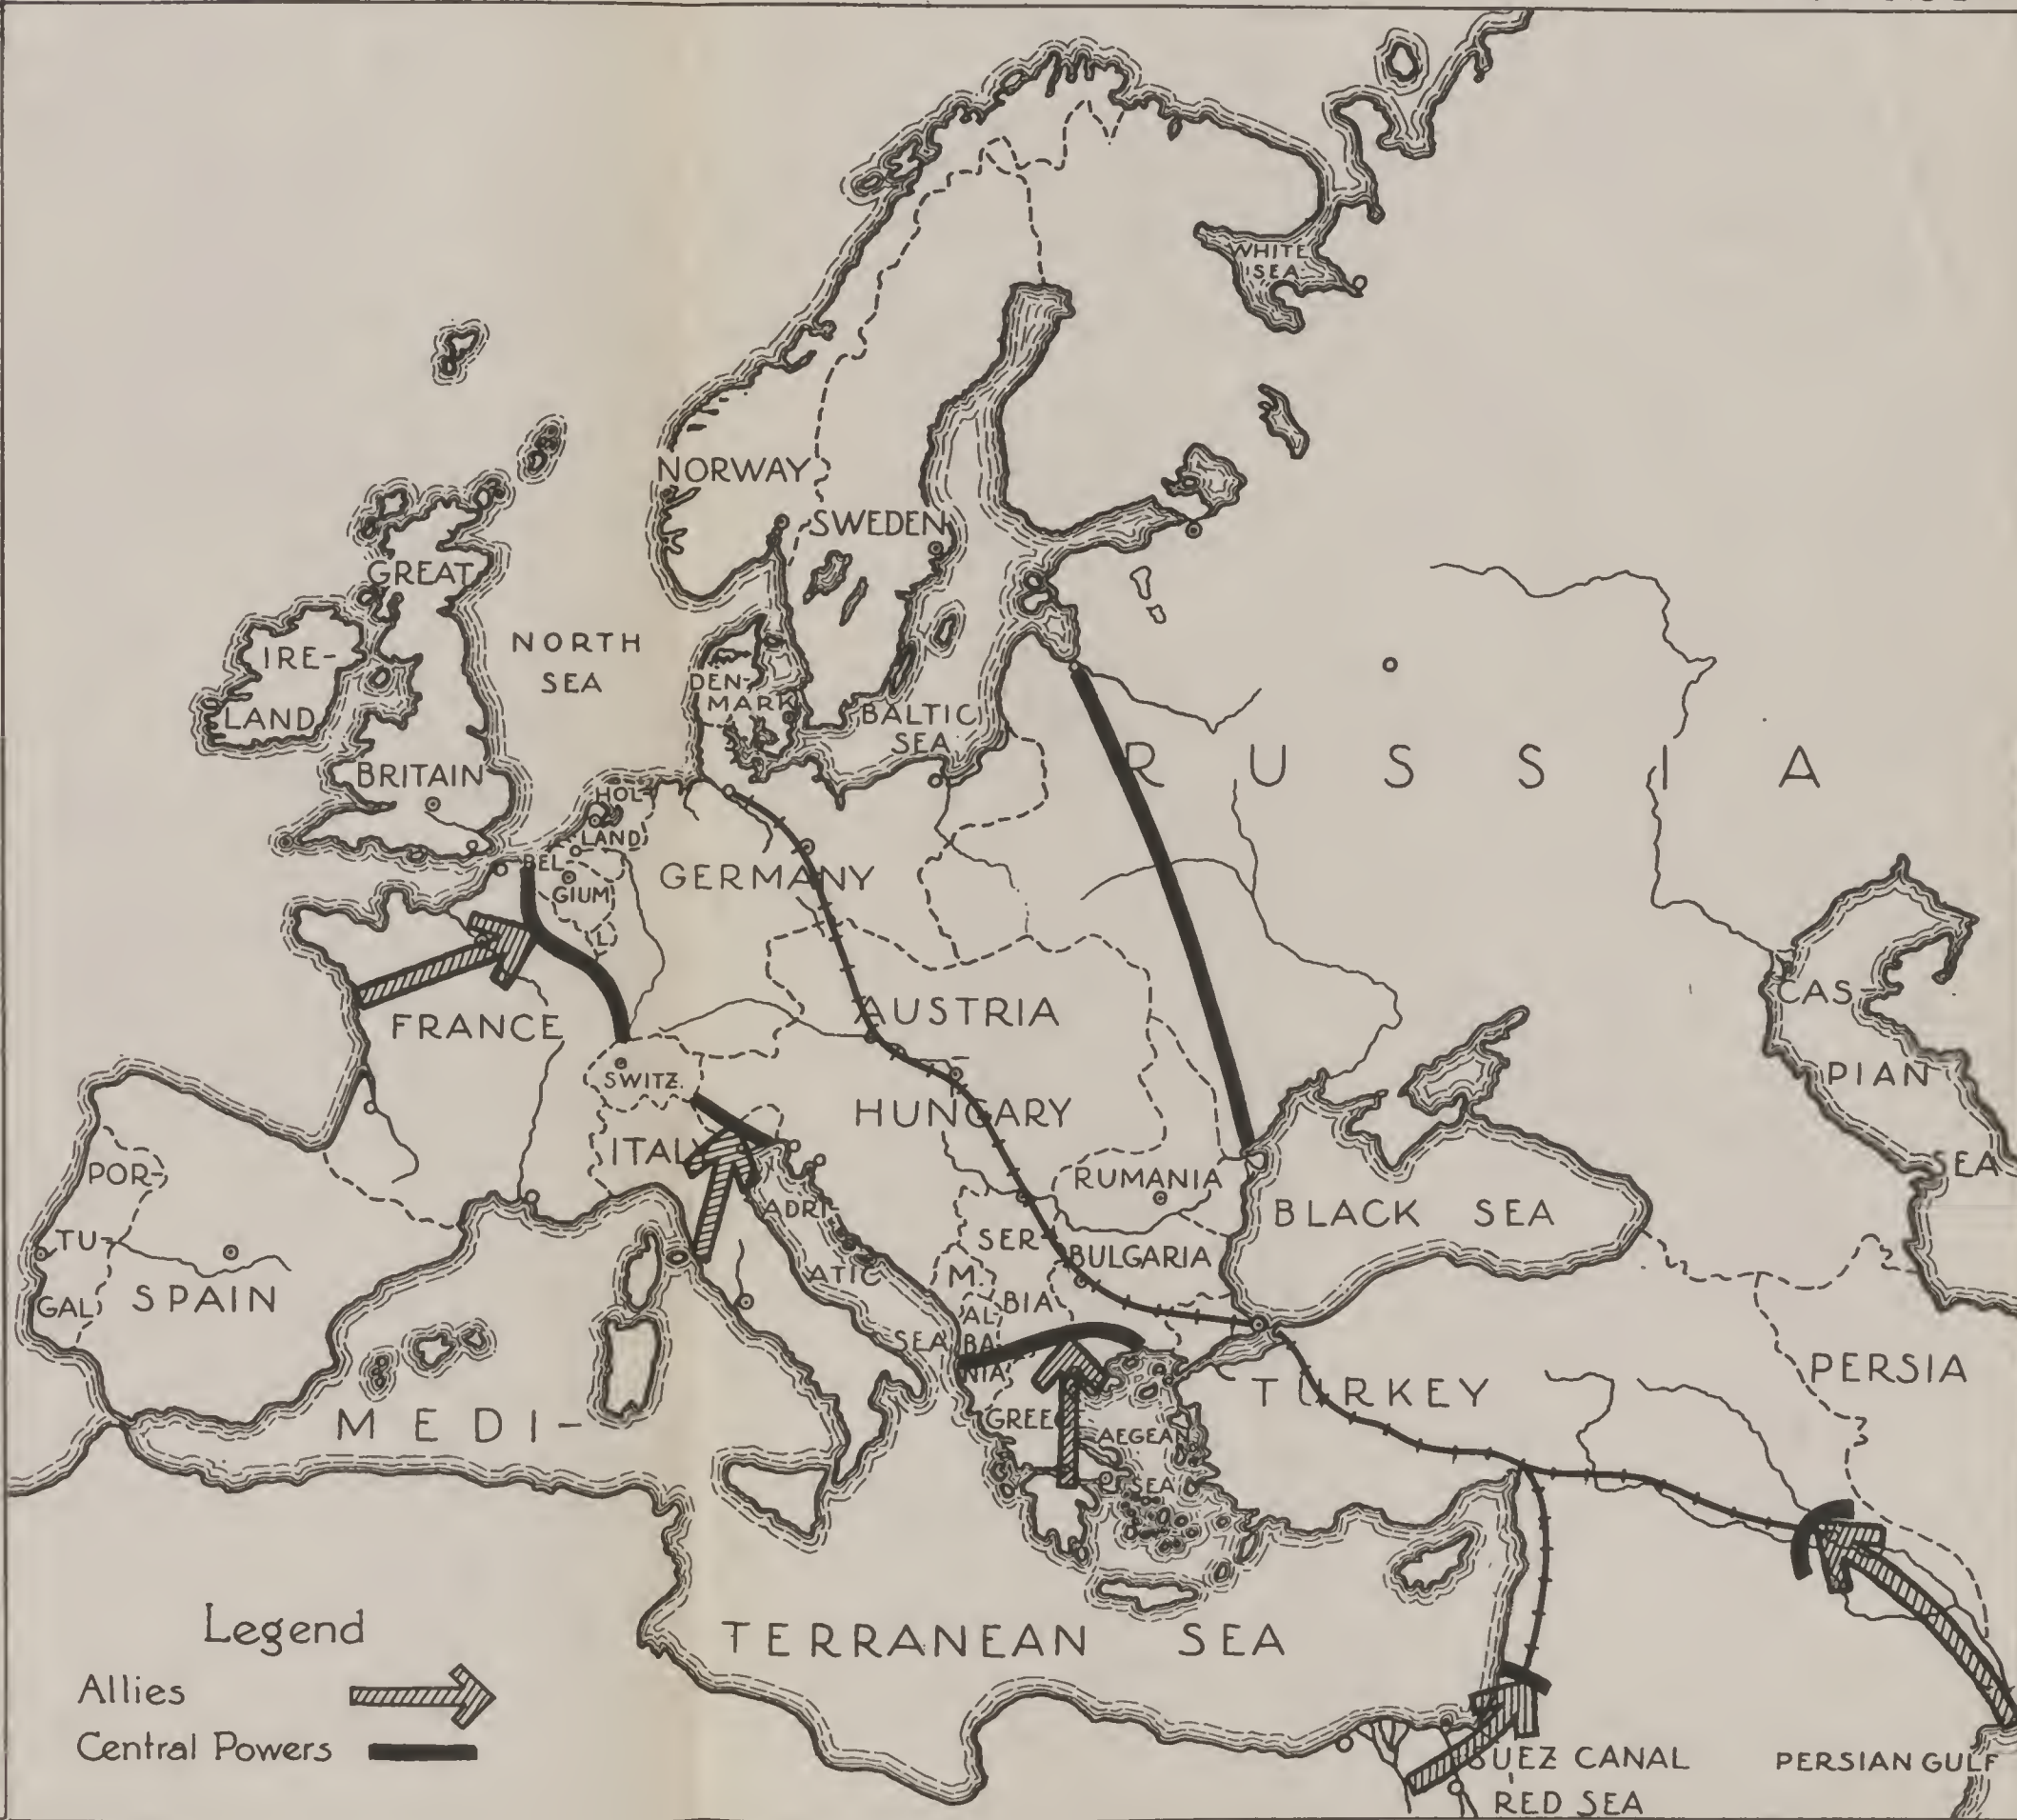 WHITE
SEA
NORWAY
SWEDEN
GREAT
NORTH
SEA
IRE-
LAND
DEN-
MARK
BALTIC
SEA
BRITAIN
RUSSIA
HOL-
LAND
BEL-
GIUM
L.
GERMANY
FRANCE
AUSTRIA
HUNGARY
CAS-
PIAN
SEA
SWITZ.
ITALY
POR-
TU-
GAL
SPAIN
RUMANIA
BLACK SEA
ADRI-
ATIC
SEA
SER-
BIA
BULGARIA
M.
AL
BA-
NIA
TURKEY
PERSIA
GREE
AEGEAN
SEA
MEDI-
TERRANEAN SEA
Legend
Allies
Central Powers
SUEZ CANAL
RED SEA
PERSIAN GULF